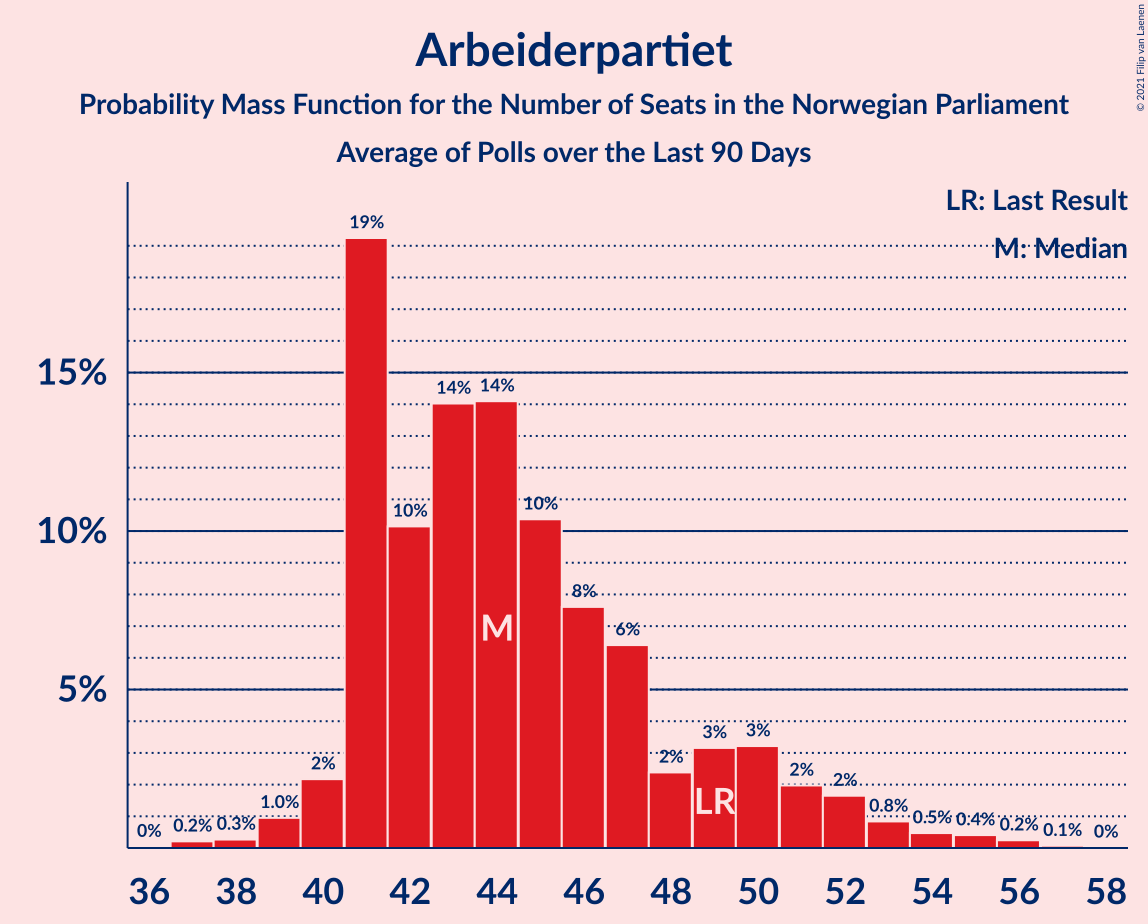 Arbeiderpartiet
Probability Mass Function for the Number of Seats in the Norwegian Parliament
Average of Polls over the Last 90 Days
© 2021 Filip van Laenen
LR: Last Result
M: Median
15%
10%
5%
0%
0.2%
0.3%
1.0%
2%
19%
10%
14%
14%
10%
8%
6%
2%
3%
3%
2%
2%
0.8%
0.5%
0.4%
0.2%
0.1%
0%
M
LR
36 38 40 42 44 46 48 50 52 54 56 58